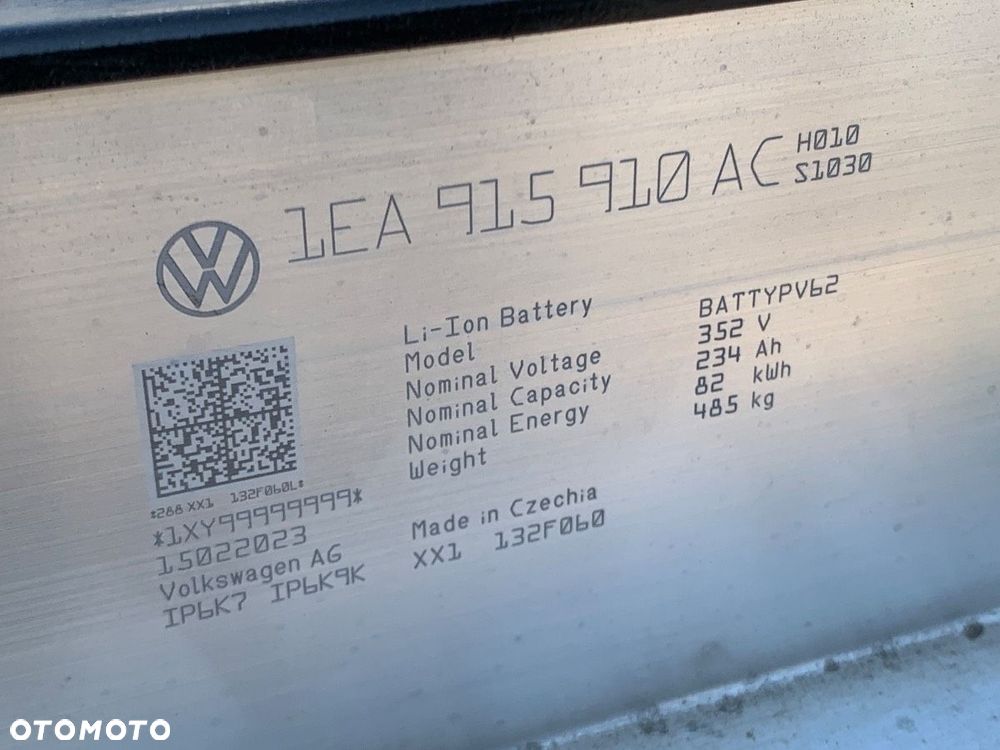 1EA 915 910 AC H010
S1030
Li-Ion Battery
Model BATTYPV62
Nominal Voltage 352 V
Nominal Capacity 234 Ah
Nominal Energy 82 kWh
Weight 485 kg
*288 XX1 132F060L*
*1XY99999999*
15022023
Volkswagen AG
IP6K7 IP6K9K
Made in Czechia
XX1 132F060
OTOMOTO